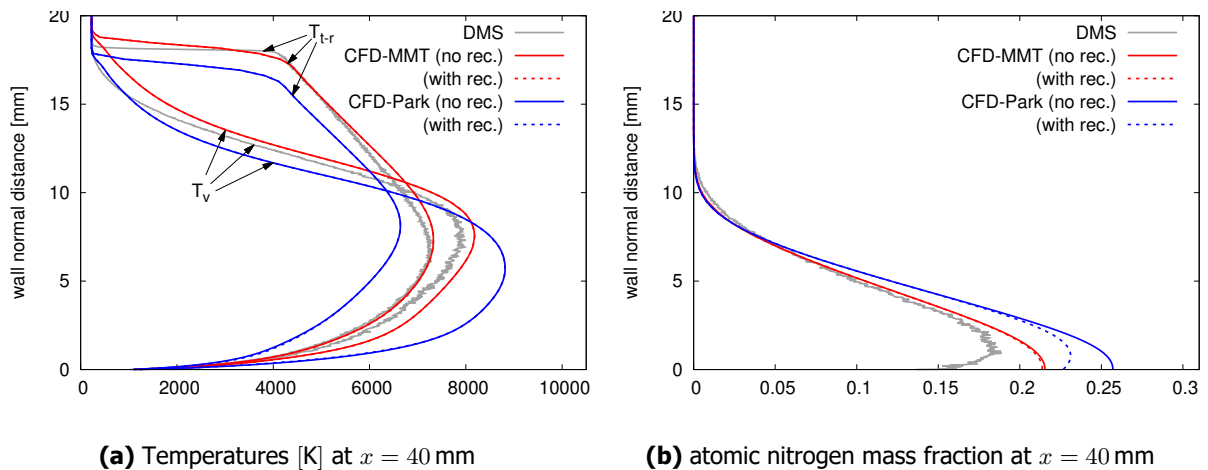 20
15
10
5
0
wall normal distance [mm]
0
2000
4000
6000
8000
10000
T_{t-r}
T_v
DMS
CFD-MMT (no rec.)
(with rec.)
CFD-Park (no rec.)
(with rec.)
(a) Temperatures [K] at x = 40 mm
20
15
10
5
0
wall normal distance [mm]
0
0.05
0.1
0.15
0.2
0.25
0.3
DMS
CFD-MMT (no rec.)
(with rec.)
CFD-Park (no rec.)
(with rec.)
(b) atomic nitrogen mass fraction at x = 40 mm